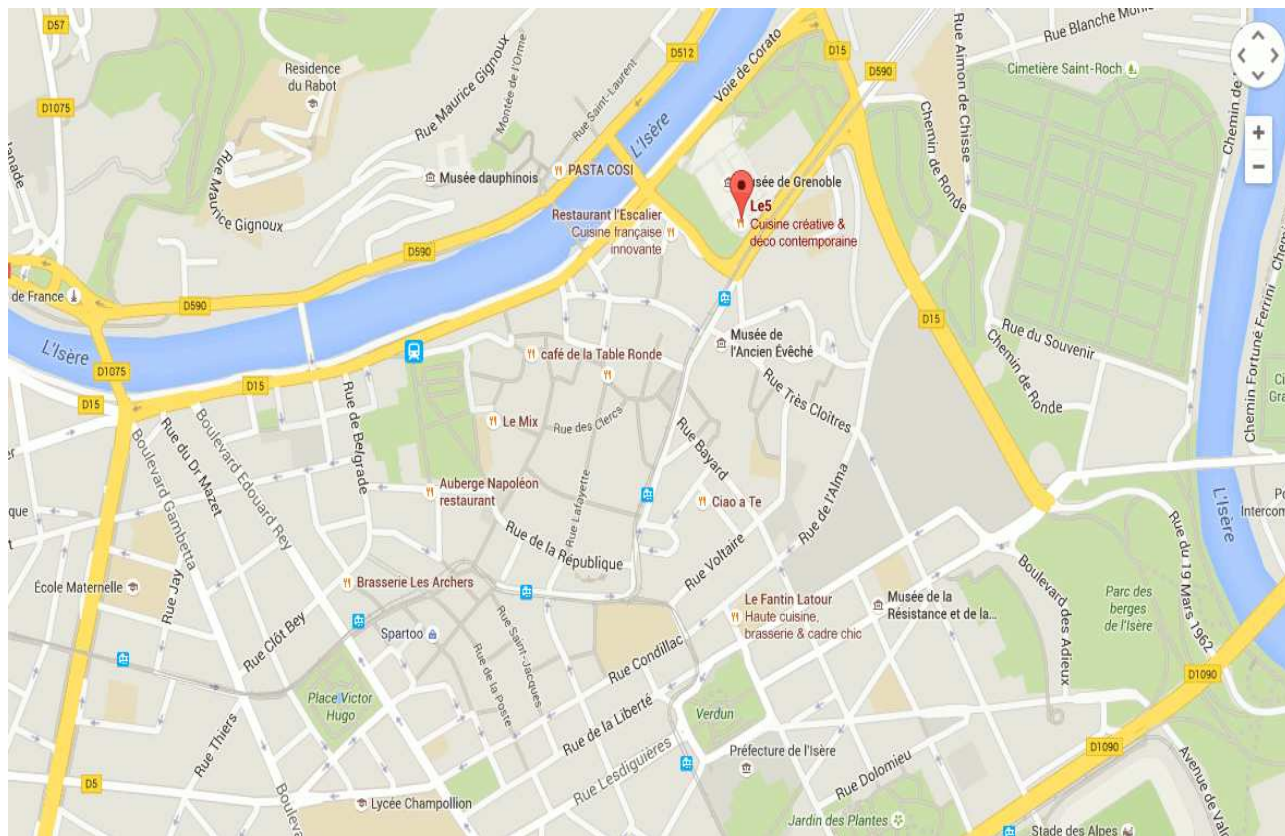 D57
Residence
du Rabot
D1075
Rue Maurice Gignoux
Montée de l'Orme
Rue Saint-Laurent
D512
Voie de Corato
D15
D590
Rue Aimon de Chisse
Rue Blanche
Cimetière Saint-Roch
Chemin de
L'Isère
Rue Maurice Gignoux
Musée dauphinois
PASTA COSI
Musée de Grenoble
Le5
Cuisine créative &
déco contemporaine
Restaurant l'Escalier
Cuisine française
innovante
Chemin de Ronde
+
−
D590
de France
D590
L'Isère
D1075
D15
D15
café de la Table Ronde
Musée de
l'Ancien Évêché
D15
Rue du Souvenir
Chemin de Ronde
Chemin Fortuné Ferrini
Rue Très Cloîtres
Le Mix
Rue des Clercs
Rue de Belgrade
Rue Bayard
Rue du Dr Mazet
Boulevard Gambetta
Boulevard Edouard Rey
Auberge Napoléon
restaurant
Rue Lafayette
Ciao a Te
Rue de l'Alma
L'Isère
Intercom
que
Rue de la République
Rue Voltaire
Rue du 19 Mars 1962
École Maternelle
Rue Jay
Brasserie Les Archers
Le Fantin Latour
Haute cuisine,
brasserie & cadre chic
Musée de la
Résistance et de la...
Boulevard des Adieux
Parc des
berges
de l'Isère
Rue Clôt Bey
Spartoo
Rue Saint-Jacques
Rue de la Poste
Rue Condillac
D1090
Place Victor
Hugo
Rue de la Liberté
Verdun
Rue Thiers
Rue Lesdiguières
Préfecture de l'Isère
D1090
Rue Dolomieu
Avenue de
D5
Lycée Champollion
Jardin des Plantes
Stade des Alpes